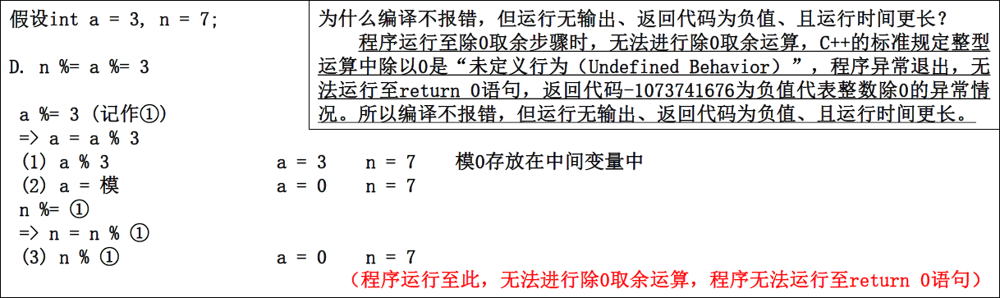 假设int a = 3, n = 7;
D. n %= a %= 3
为什么编译不报错，但运行无输出、返回代码为负值、且运行时间更长？
程序运行至除0取余步骤时，无法进行除0取余运算，C++的标准规定整型
运算中除以0是“未定义行为（Undefined Behavior）”，程序异常退出，无
法运行至return 0语句，返回代码-1073741676为负值代表整数除0的异常情
况。所以编译不报错，但运行无输出、返回代码为负值、且运行时间更长。
a %= 3 (记作①)
=> a = a % 3
(1) a % 3 a = 3 n = 7 模0存放在中间变量中
(2) a = 模 a = 0 n = 7
n %= ①
=> n = n % ①
(3) n % ① a = 0 n = 7
（程序运行至此，无法进行除0取余运算，程序无法运行至return 0语句）